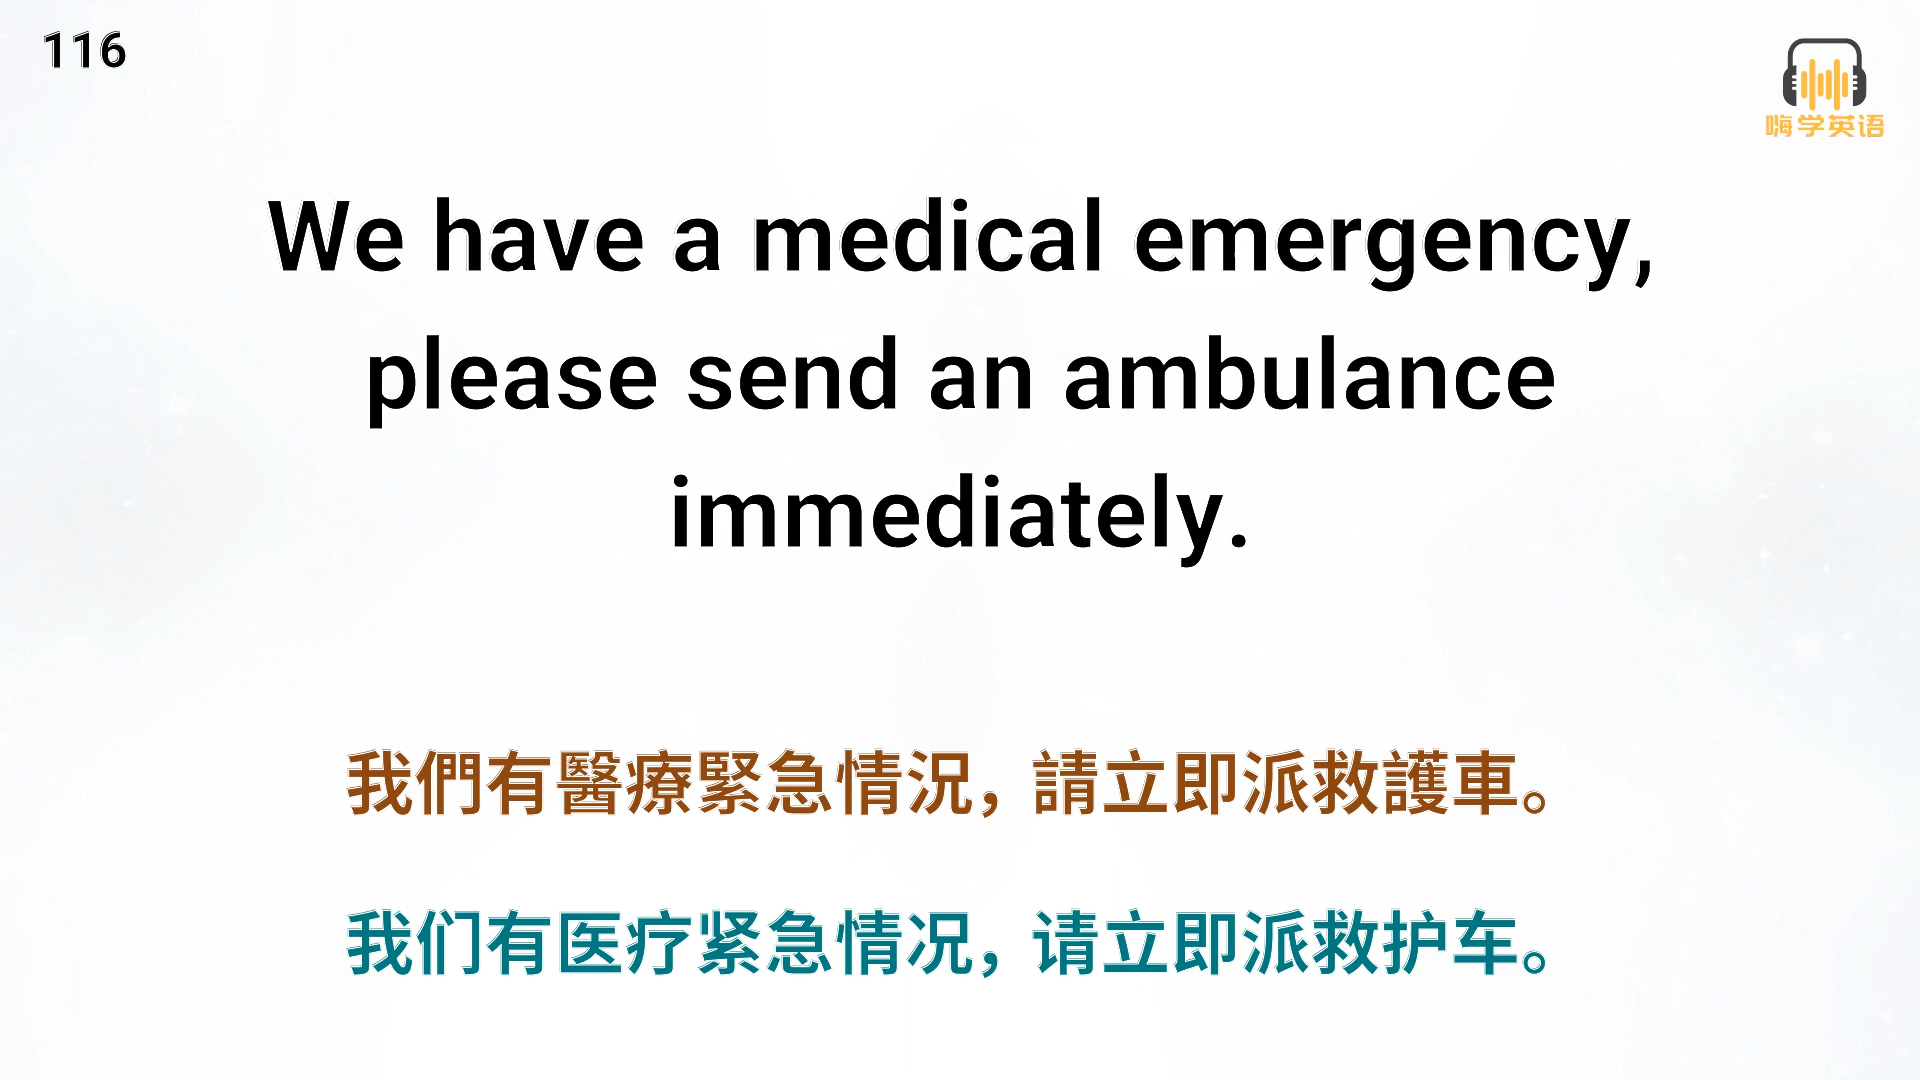 116
嗨学英语
We have a medical emergency,
please send an ambulance
immediately.
我們有醫療緊急情況，請立即派救護車。
我们有医疗紧急情况，请立即派救护车。